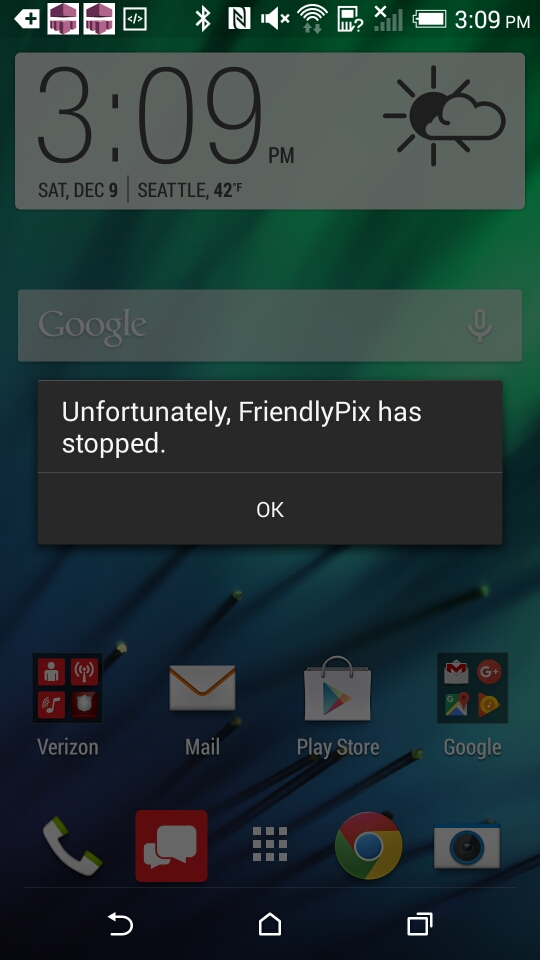 3:09 PM
3:09 PM
SAT, DEC 9 | SEATTLE, 42°F
Google
Unfortunately, FriendlyPix has
stopped.
OK
Verizon
Mail
Play Store
Google